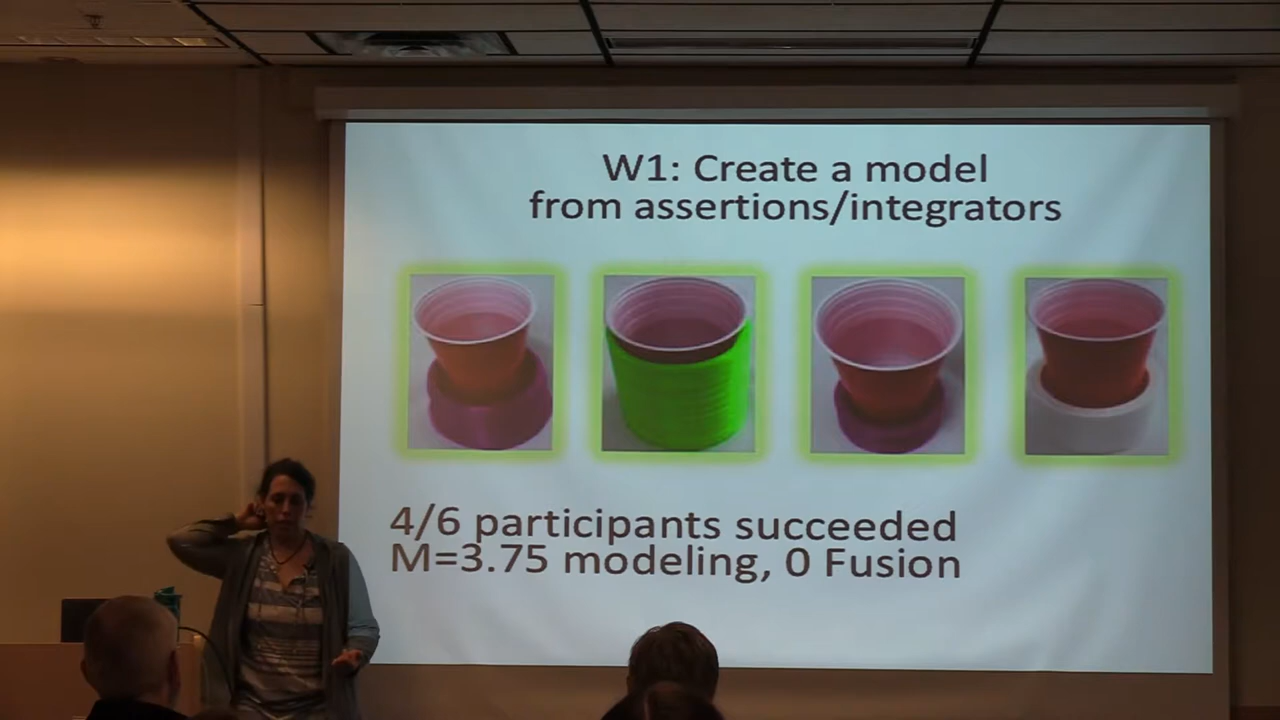 W1: Create a model
from assertions/integrators
4/6 participants succeeded
M=3.75 modeling, 0 Fusion